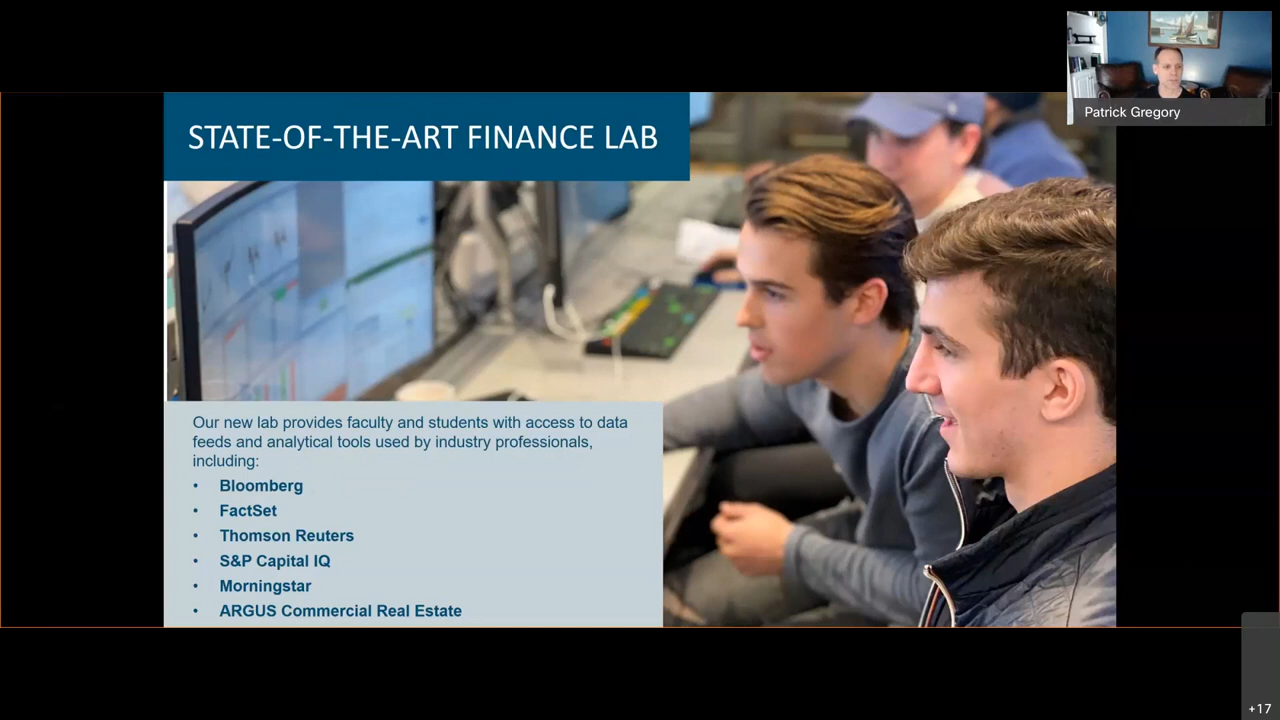 STATE-OF-THE-ART FINANCE LAB
Patrick Gregory
Our new lab provides faculty and students with access to data
feeds and analytical tools used by industry professionals,
including:
• Bloomberg
• FactSet
• Thomson Reuters
• S&P Capital IQ
• Morningstar
• ARGUS Commercial Real Estate
+17